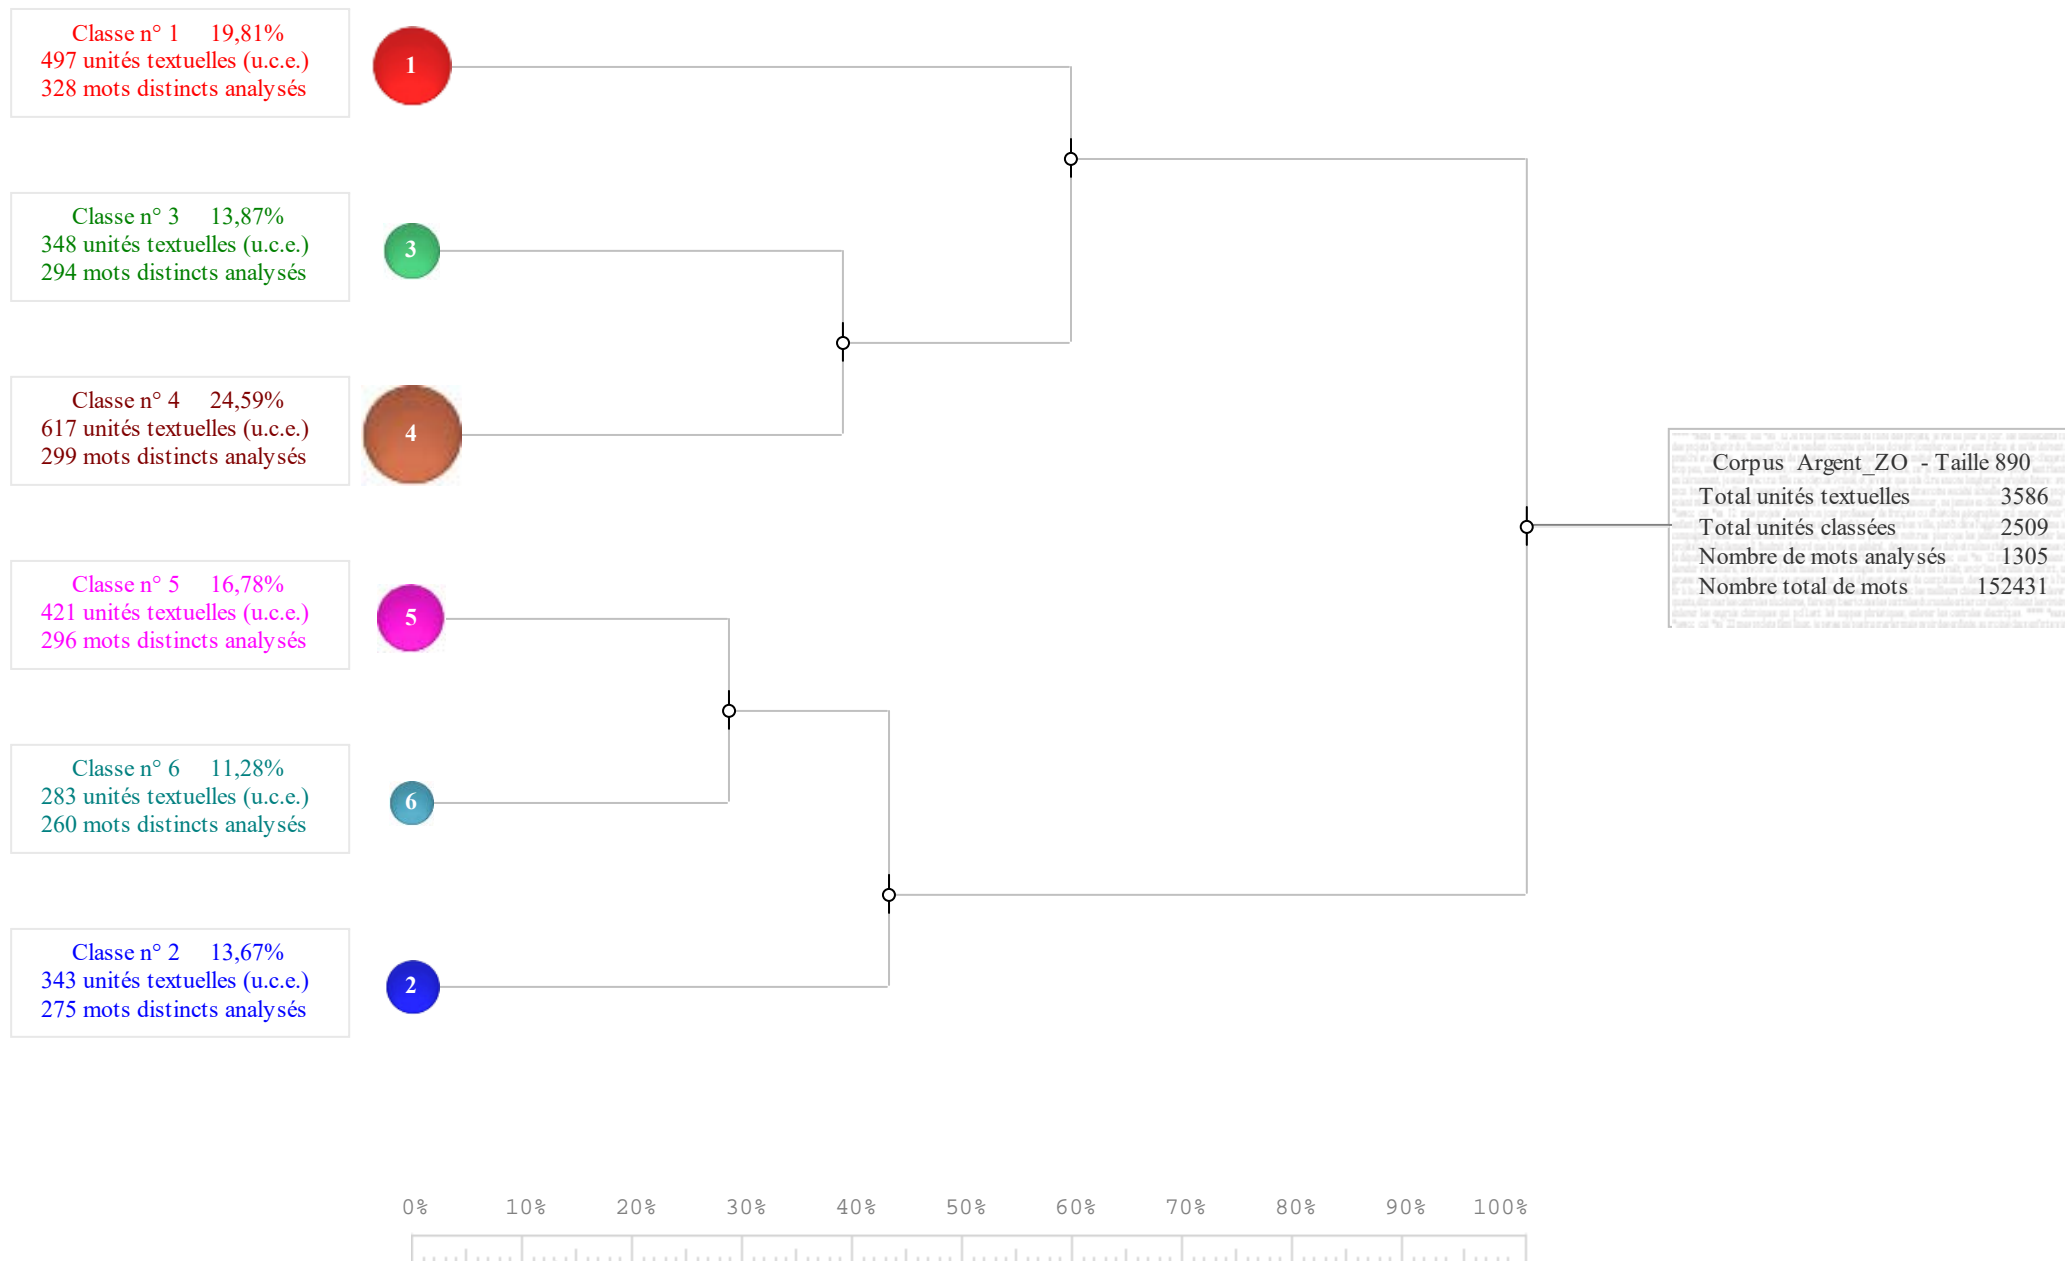 Classe n° 1 19,81%
497 unités textuelles (u.c.e.)
328 mots distincts analysés
1
Classe n° 3 13,87%
348 unités textuelles (u.c.e.)
294 mots distincts analysés
3
Classe n° 4 24,59%
617 unités textuelles (u.c.e.)
299 mots distincts analysés
4
Corpus Argent_ZO - Taille 890
Total unités textuelles 3586
Total unités classées 2509
Nombre de mots analysés 1305
Nombre total de mots 152431
Classe n° 5 16,78%
421 unités textuelles (u.c.e.)
296 mots distincts analysés
5
Classe n° 6 11,28%
283 unités textuelles (u.c.e.)
260 mots distincts analysés
6
Classe n° 2 13,67%
343 unités textuelles (u.c.e.)
275 mots distincts analysés
2
0% 10% 20% 30% 40% 50% 60% 70% 80% 90% 100%